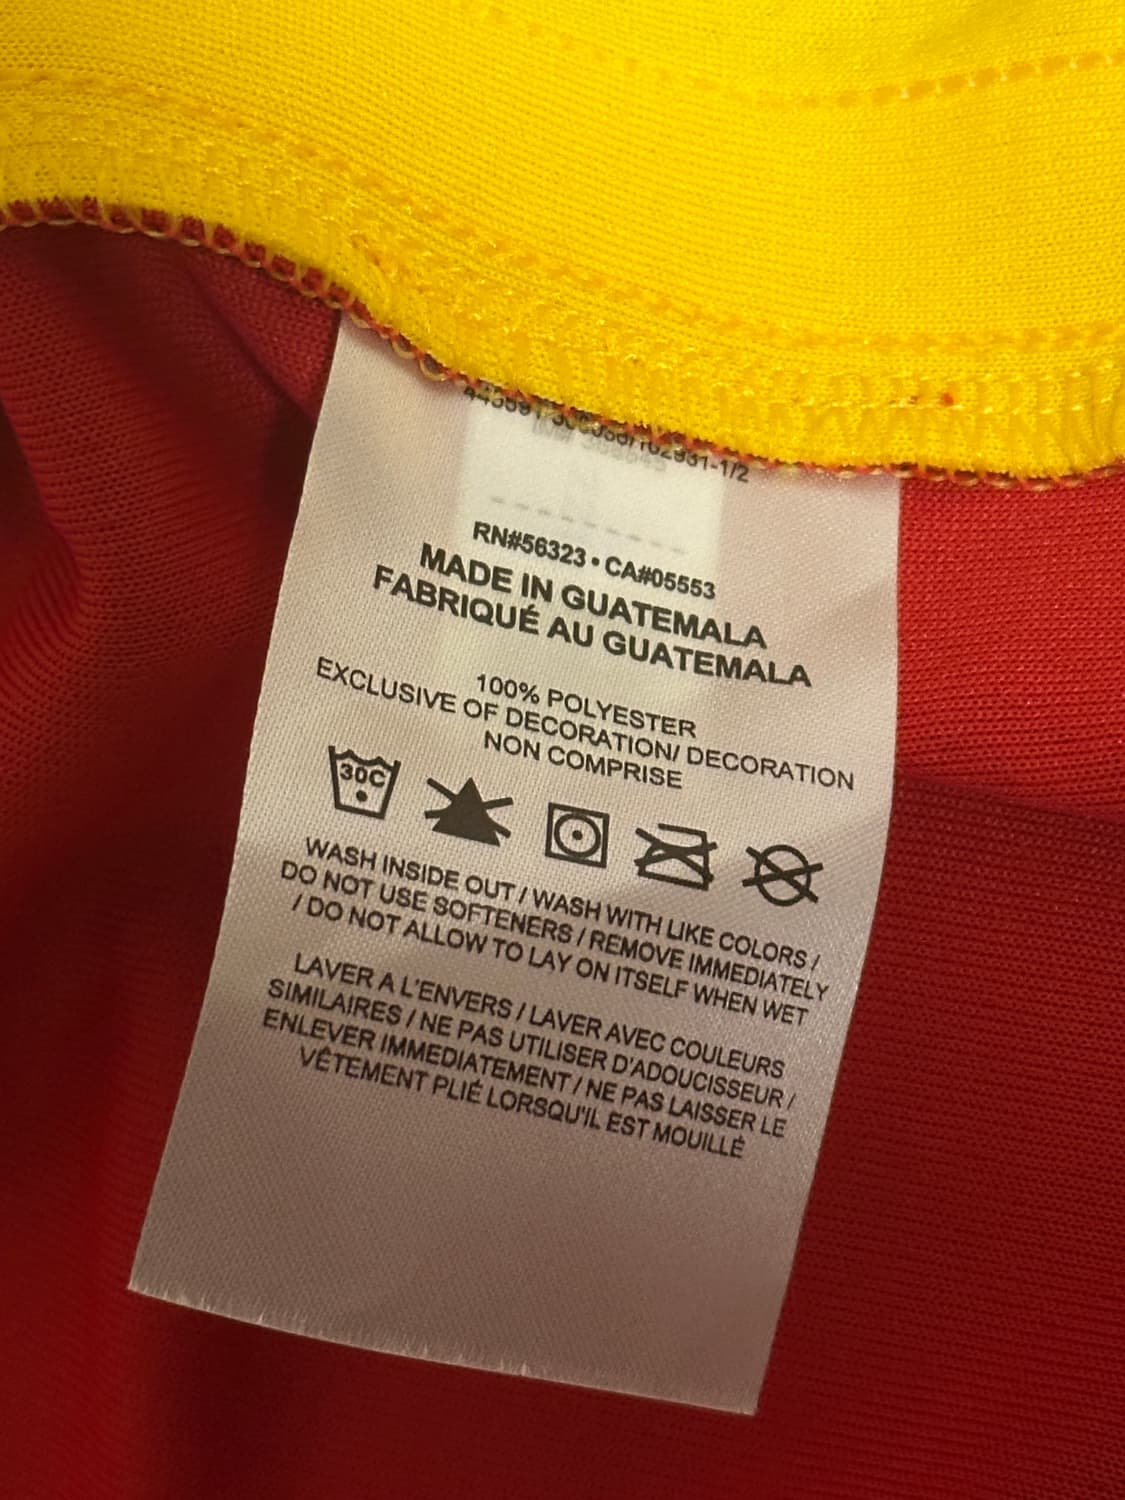 RN#56323 • CA#05553
MADE IN GUATEMALA
FABRIQUÉ AU GUATEMALA
100% POLYESTER
EXCLUSIVE OF DECORATION/ DECORATION
NON COMPRISE
30C
WASH INSIDE OUT / WASH WITH LIKE COLORS /
DO NOT USE SOFTENERS / REMOVE IMMEDIATELY
/ DO NOT ALLOW TO LAY ON ITSELF WHEN WET
LAVER A L'ENVERS / LAVER AVEC COULEURS
SIMILAIRES / NE PAS UTILISER D'ADOUCISSEUR /
ENLEVER IMMEDIATEMENT / NE PAS LAISSER LE
VÊTEMENT PLIÉ LORSQU'IL EST MOUILLÉ